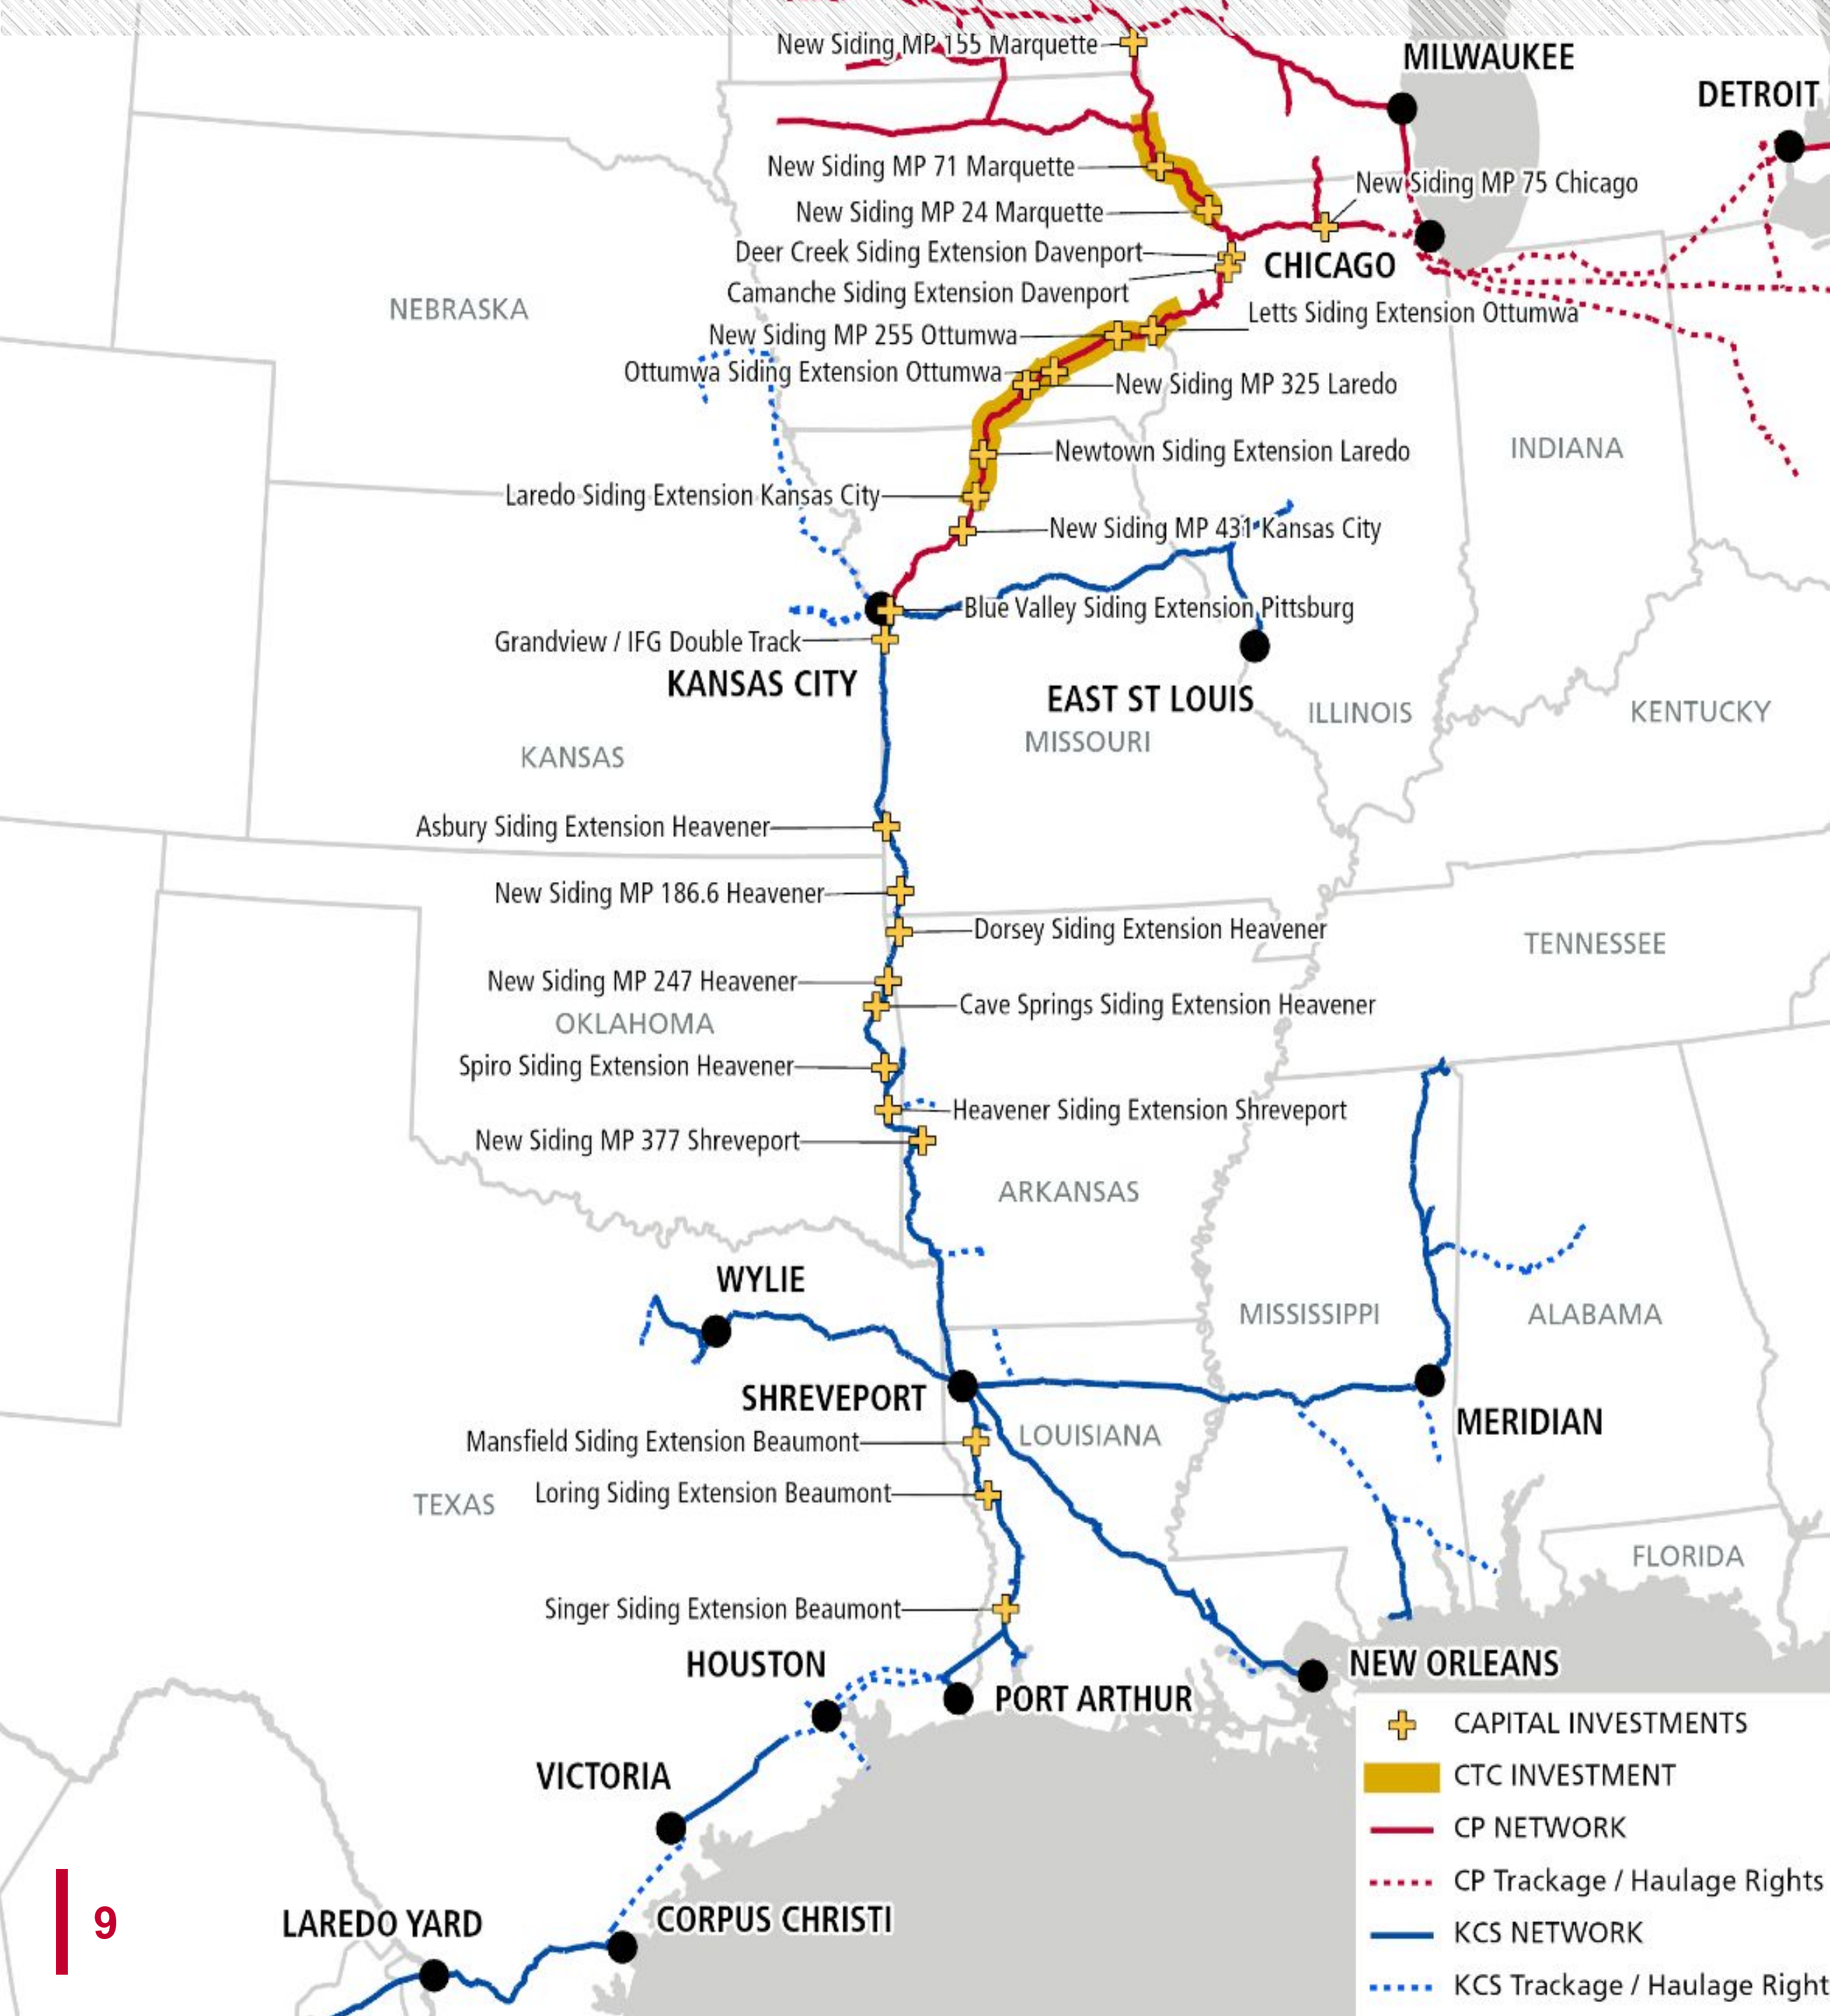 New Siding MP 155 Marquette
MILWAUKEE
DETROIT
New Siding MP 71 Marquette
New Siding MP 75 Chicago
New Siding MP 24 Marquette
Deer Creek Siding Extension Davenport
CHICAGO
Camanche Siding Extension Davenport
NEBRASKA
Letts Siding Extension Ottumwa
New Siding MP 255 Ottumwa
Ottumwa Siding Extension Ottumwa
New Siding MP 325 Laredo
INDIANA
Newtown Siding Extension Laredo
Laredo Siding Extension Kansas City
New Siding MP 431 Kansas City
Blue Valley Siding Extension Pittsburg
Grandview / IFG Double Track
KANSAS CITY
EAST ST LOUIS
ILLINOIS
KENTUCKY
MISSOURI
KANSAS
Asbury Siding Extension Heavener
New Siding MP 186.6 Heavener
Dorsey Siding Extension Heavener
TENNESSEE
New Siding MP 247 Heavener
Cave Springs Siding Extension Heavener
OKLAHOMA
Spiro Siding Extension Heavener
Heavener Siding Extension Shreveport
New Siding MP 377 Shreveport
ARKANSAS
WYLIE
MISSISSIPPI
ALABAMA
SHREVEPORT
MERIDIAN
LOUISIANA
Mansfield Siding Extension Beaumont
Loring Siding Extension Beaumont
TEXAS
FLORIDA
Singer Siding Extension Beaumont
HOUSTON
NEW ORLEANS
PORT ARTHUR
CAPITAL INVESTMENTS
VICTORIA
CTC INVESTMENT
CP NETWORK
CP Trackage / Haulage Rights
9
LAREDO YARD
CORPUS CHRISTI
KCS NETWORK
KCS Trackage / Haulage Right